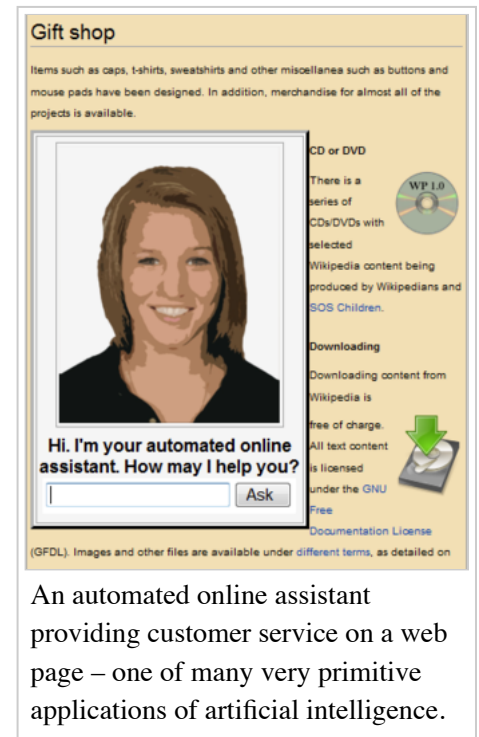 Gift shop
Items such as caps, t-shirts, sweatshirts and other miscellanea such as buttons and
mouse pads have been designed. In addition, merchandise for almost all of the
projects is available.
Hi. I'm your automated online
assistant. How may I help you?
Ask
CD or DVD
There is a
series of
CDs/DVDs with
selected
Wikipedia content being
produced by Wikipedians and
SOS Children.
WP 1.0
Downloading
Downloading content from
Wikipedia is
free of charge.
All text content
is licensed
under the GNU
Free
Documentation License
(GFDL). Images and other files are available under different terms, as detailed on
An automated online assistant
providing customer service on a web
page – one of many very primitive
applications of artificial intelligence.